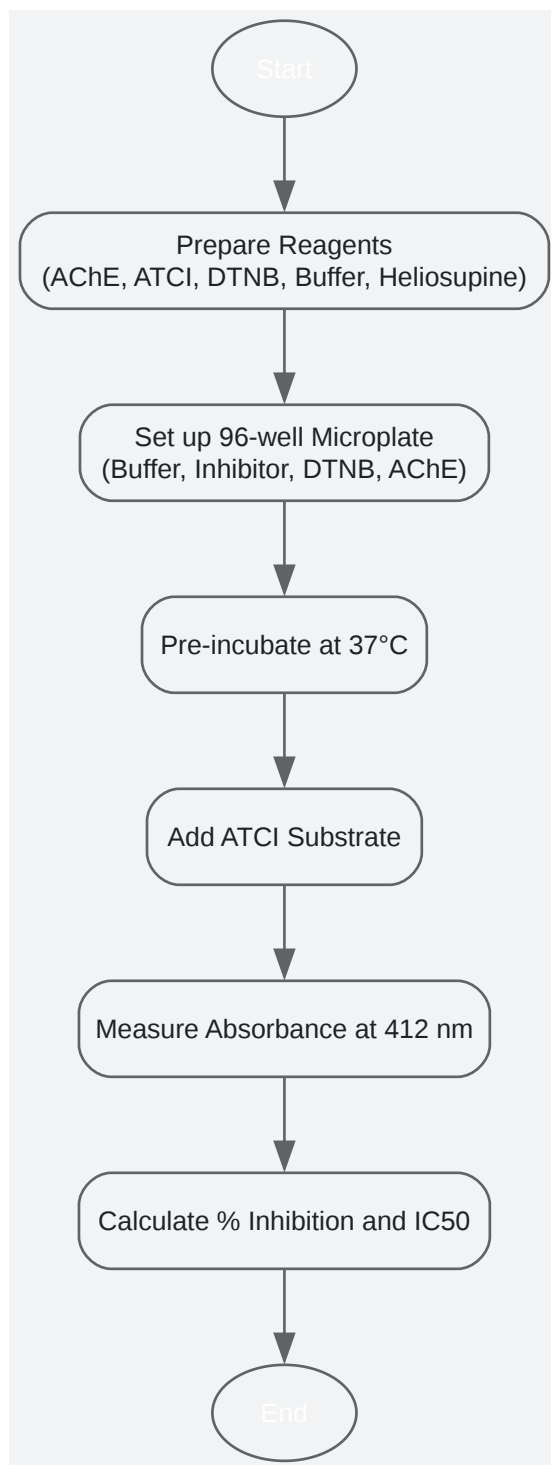 Start
Prepare Reagents
(AChE, ATCI, DTNB, Buffer, Heliosupine)
Set up 96-well Microplate
(Buffer, Inhibitor, DTNB, AChE)
Pre-incubate at 37°C
Add ATCI Substrate
Measure Absorbance at 412 nm
Calculate % Inhibition and IC50
End